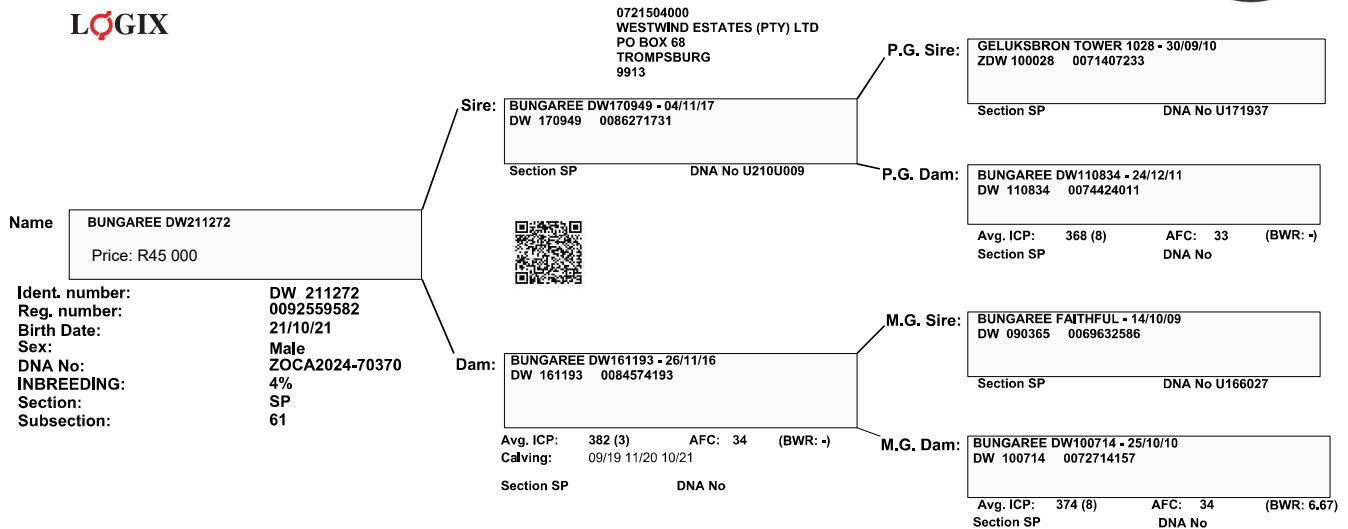 LOGIX
0721504000
WESTWIND ESTATES (PTY) LTD
PO BOX 68
TROMPSBURG
9913
Name
BUNGAREE DW211272
Price: R45 000
Ident. number: DW 211272
Reg. number: 0092559582
Birth Date: 21/10/21
Sex: Male
DNA No: ZOCA2024-70370
INBREEDING: 4%
Section: SP
Subsection: 61
Sire:
BUNGAREE DW170949 - 04/11/17
DW 170949 0086271731
Section SP DNA No U210U009
Dam:
BUNGAREE DW161193 - 26/11/16
DW 161193 0084574193
Avg. ICP: 382 (3) AFC: 34 (BWR: -)
Calving: 09/19 11/20 10/21
Section SP DNA No
P.G. Sire:
GELUKSBRON TOWER 1028 - 30/09/10
ZDW 100028 0071407233
Section SP DNA No U171937
P.G. Dam:
BUNGAREE DW110834 - 24/12/11
DW 110834 0074424011
Avg. ICP: 368 (8) AFC: 33 (BWR: -)
Section SP DNA No
M.G. Sire:
BUNGAREE FAITHFUL - 14/10/09
DW 090365 0069632586
Section SP DNA No U166027
M.G. Dam:
BUNGAREE DW100714 - 25/10/10
DW 100714 0072714157
Avg. ICP: 374 (8) AFC: 34 (BWR: 6.67)
Section SP DNA No